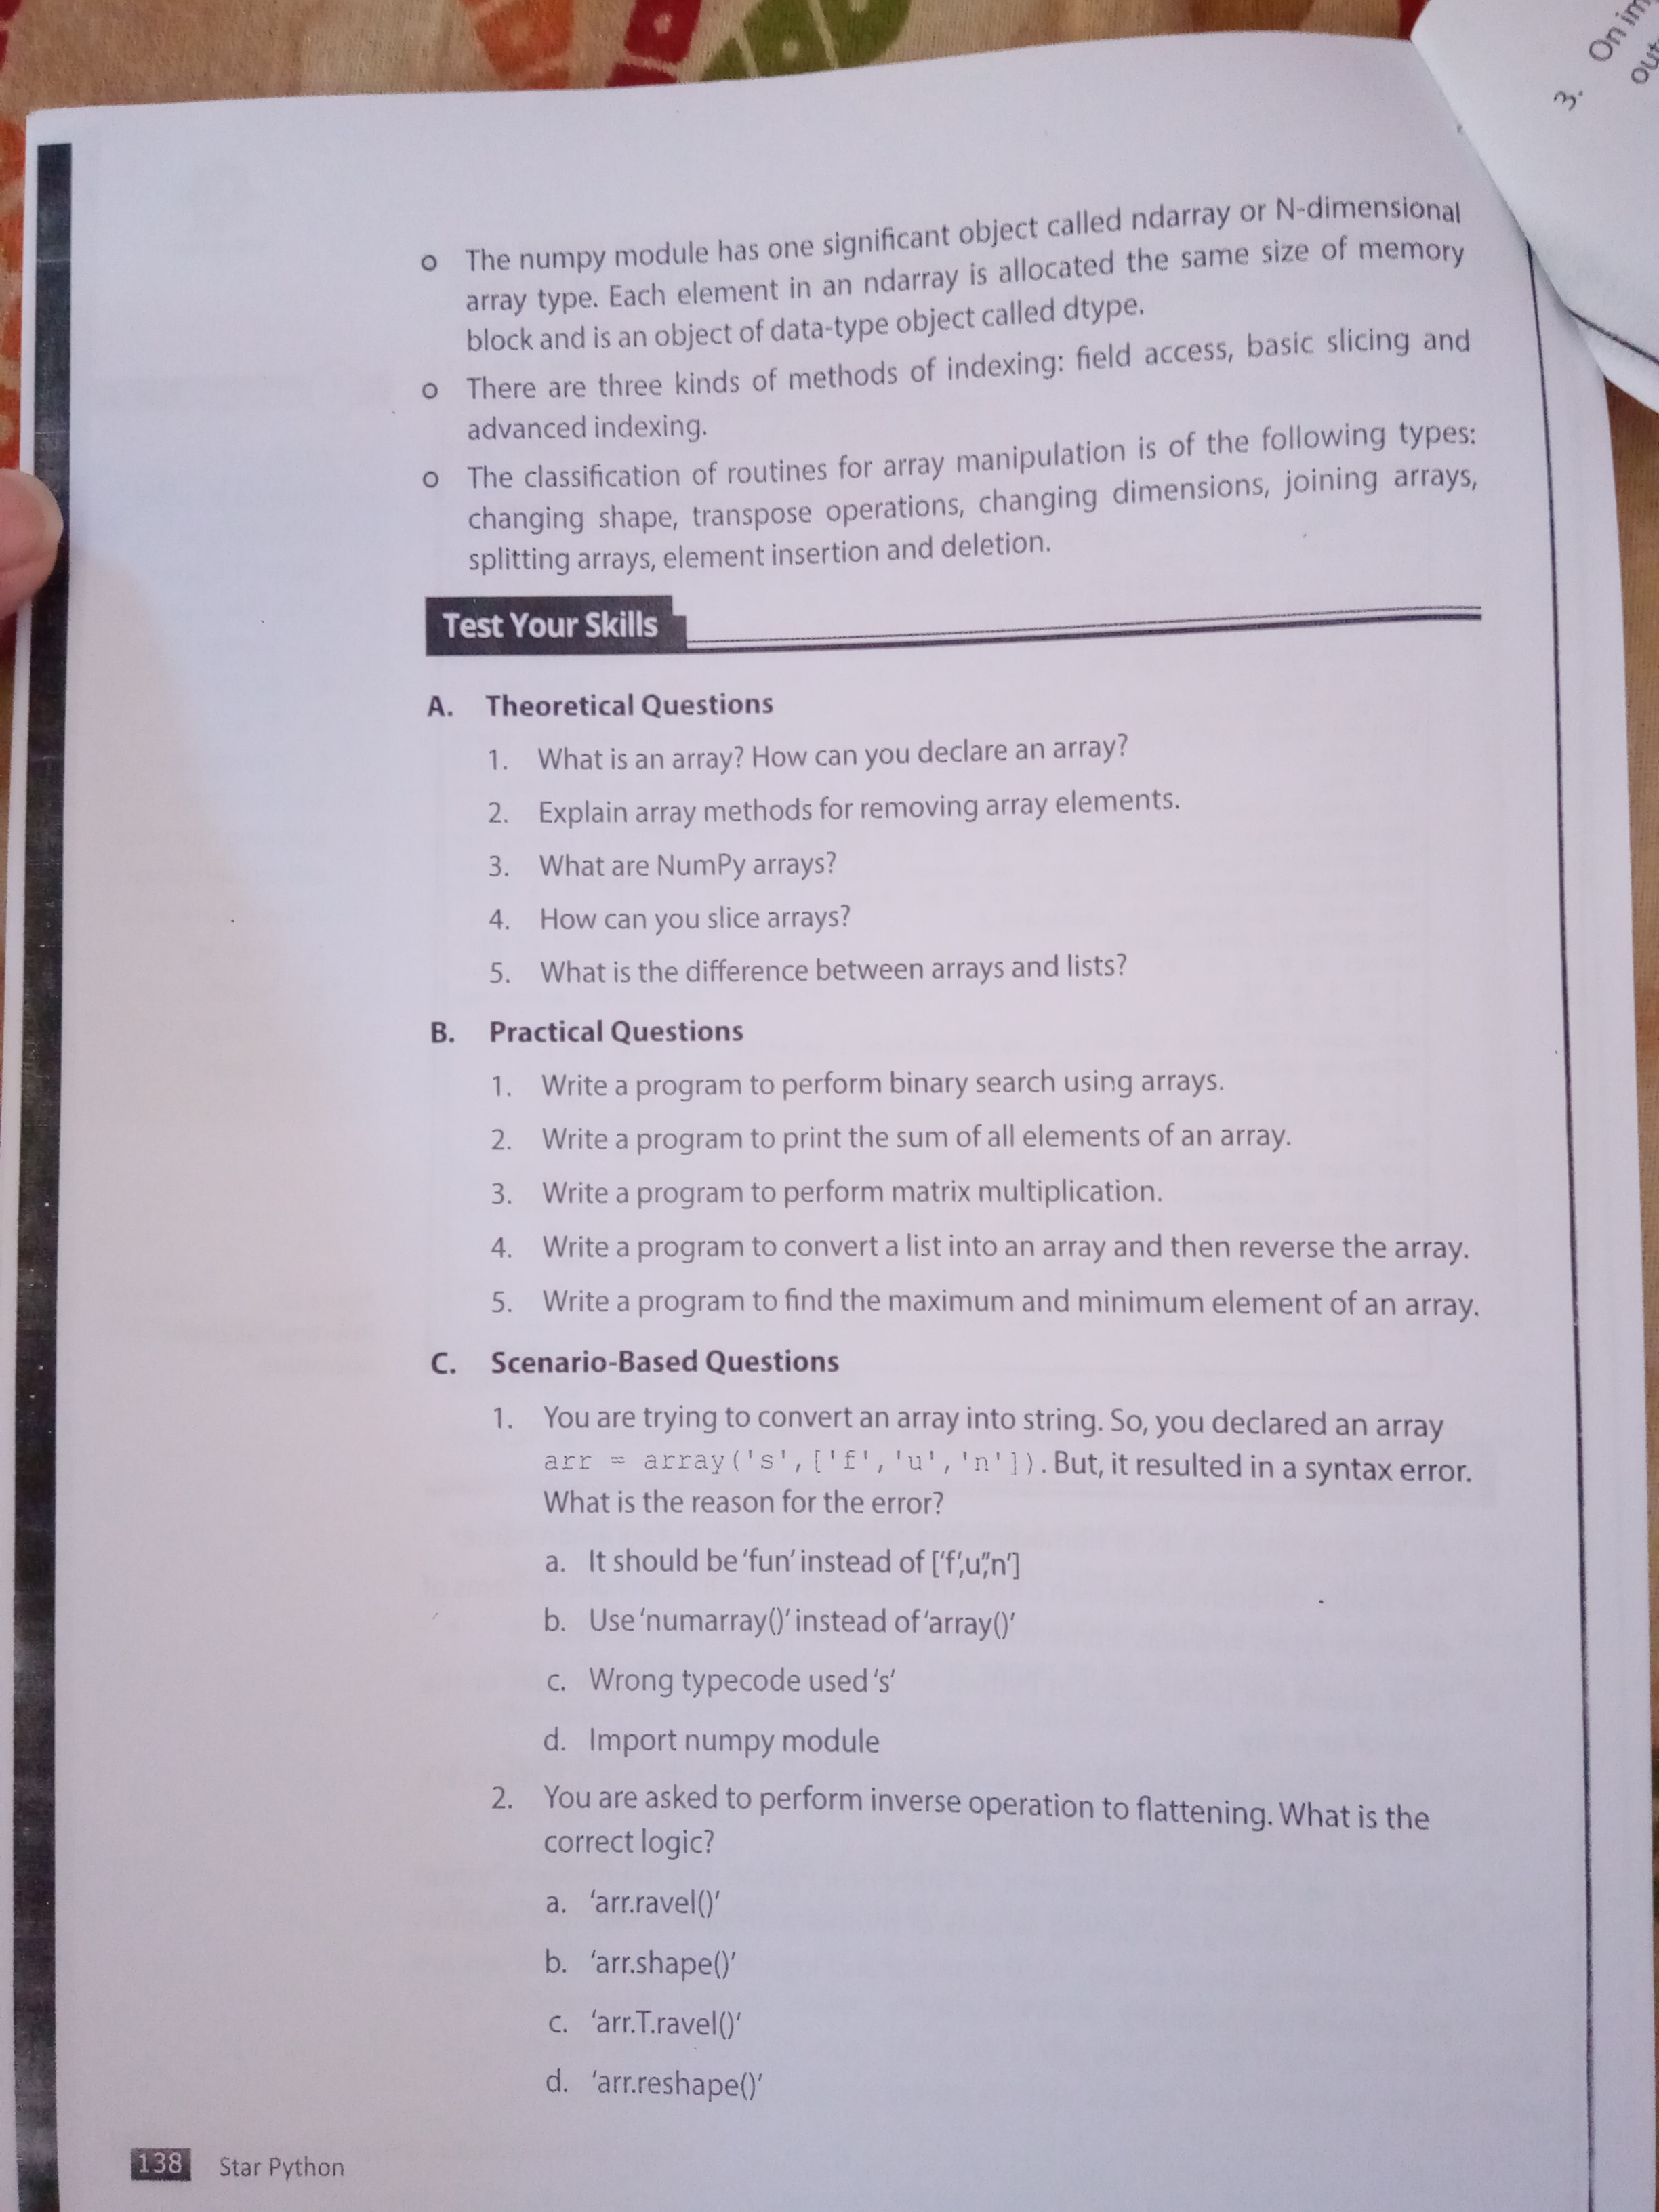 3. On im
out
o The numpy module has one significant object called ndarray or N-dimensional
array type. Each element in an ndarray is allocated the same size of memory
block and is an object of data-type object called dtype.
o There are three kinds of methods of indexing: field access, basic slicing and
advanced indexing.
o The classification of routines for array manipulation is of the following types:
changing shape, transpose operations, changing dimensions, joining arrays,
splitting arrays, element insertion and deletion.
Test Your Skills
A. Theoretical Questions
1. What is an array? How can you declare an array?
2. Explain array methods for removing array elements.
3. What are NumPy arrays?
4. How can you slice arrays?
5. What is the difference between arrays and lists?
B. Practical Questions
1. Write a program to perform binary search using arrays.
2. Write a program to print the sum of all elements of an array.
3. Write a program to perform matrix multiplication.
4. Write a program to convert a list into an array and then reverse the array.
5. Write a program to find the maximum and minimum element of an array.
C. Scenario-Based Questions
1. You are trying to convert an array into string. So, you declared an array
arr = array('s',['f','u','n']). But, it resulted in a syntax error.
What is the reason for the error?
a. It should be ‘fun’ instead of [‘f’,‘u’,’’n’]
b. Use ‘numarray()’ instead of ‘array()’
c. Wrong typecode used ‘s’
d. Import numpy module
2. You are asked to perform inverse operation to flattening. What is the
correct logic?
a. ‘arr.ravel()’
b. ‘arr.shape()’
c. ‘arr.T.ravel()’
d. ‘arr.reshape()’
138 Star Python